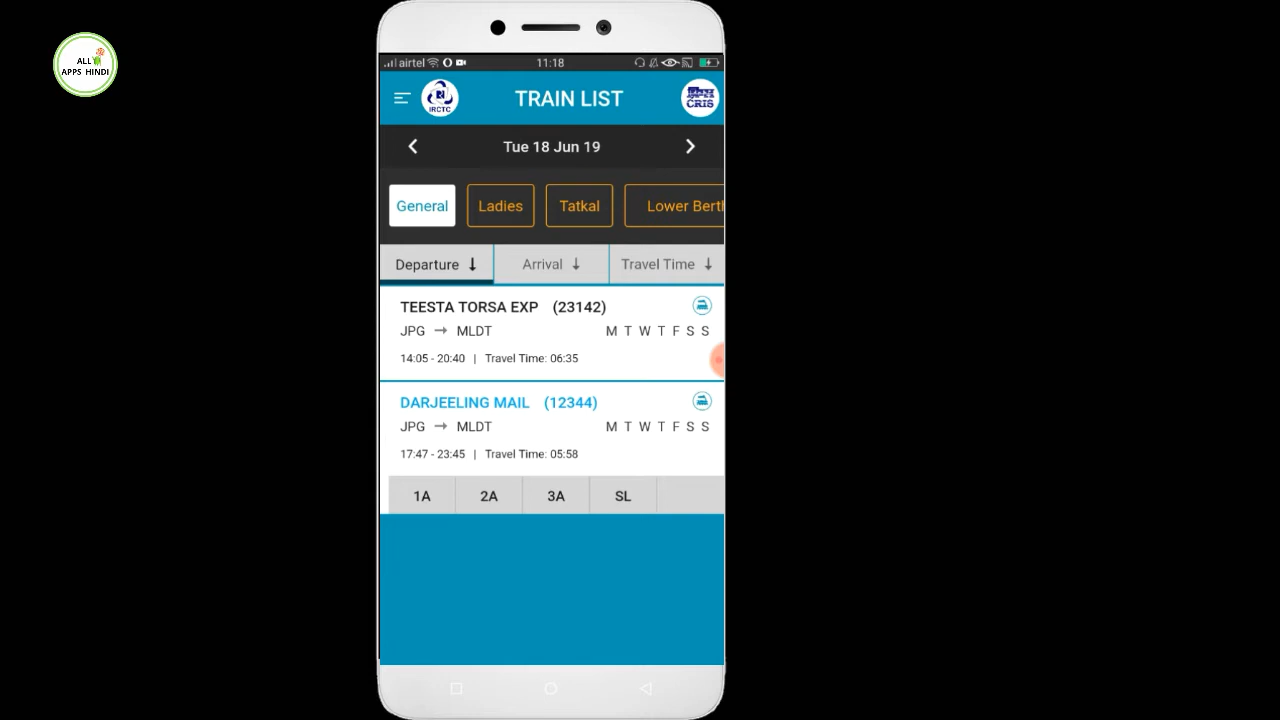 ALL
APPS HINDI
airtel 11:18
IRCTC
TRAIN LIST
CRIS
Tue 18 Jun 19
General Ladies Tatkal Lower Bert
Departure ↓ Arrival ↓ Travel Time ↓
TEESTA TORSA EXP (23142)
JPG → MLDT M T W T F S S
14:05 - 20:40 | Travel Time: 06:35
DARJEELING MAIL (12344)
JPG → MLDT M T W T F S S
17:47 - 23:45 | Travel Time: 05:58
1A 2A 3A SL